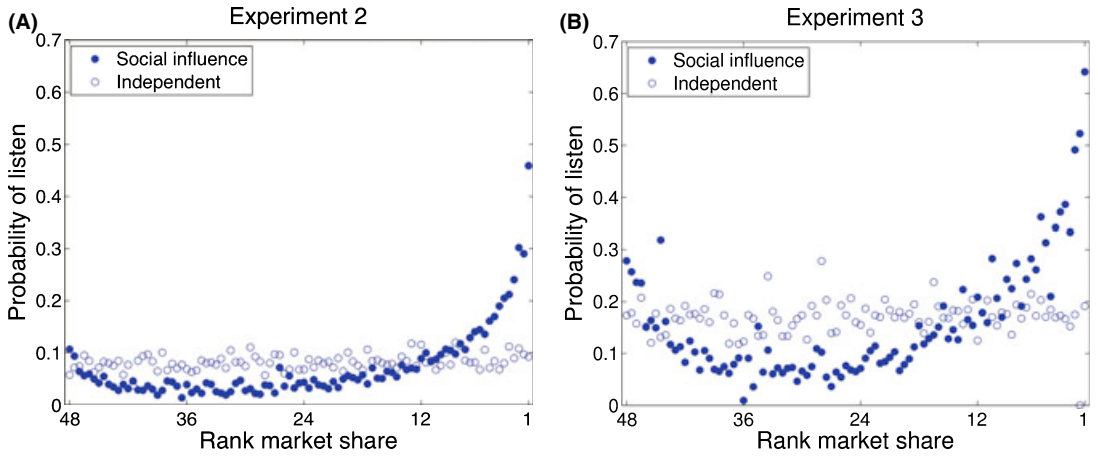 (A)
Experiment 2
Social influence
Independent
0.7
0.6
0.5
0.4
0.3
0.2
0.1
0
Probability of listen
48 36 24 12 1
Rank market share
(B)
Experiment 3
Social influence
Independent
0.7
0.6
0.5
0.4
0.3
0.2
0.1
0
Probability of listen
48 36 24 12 1
Rank market share